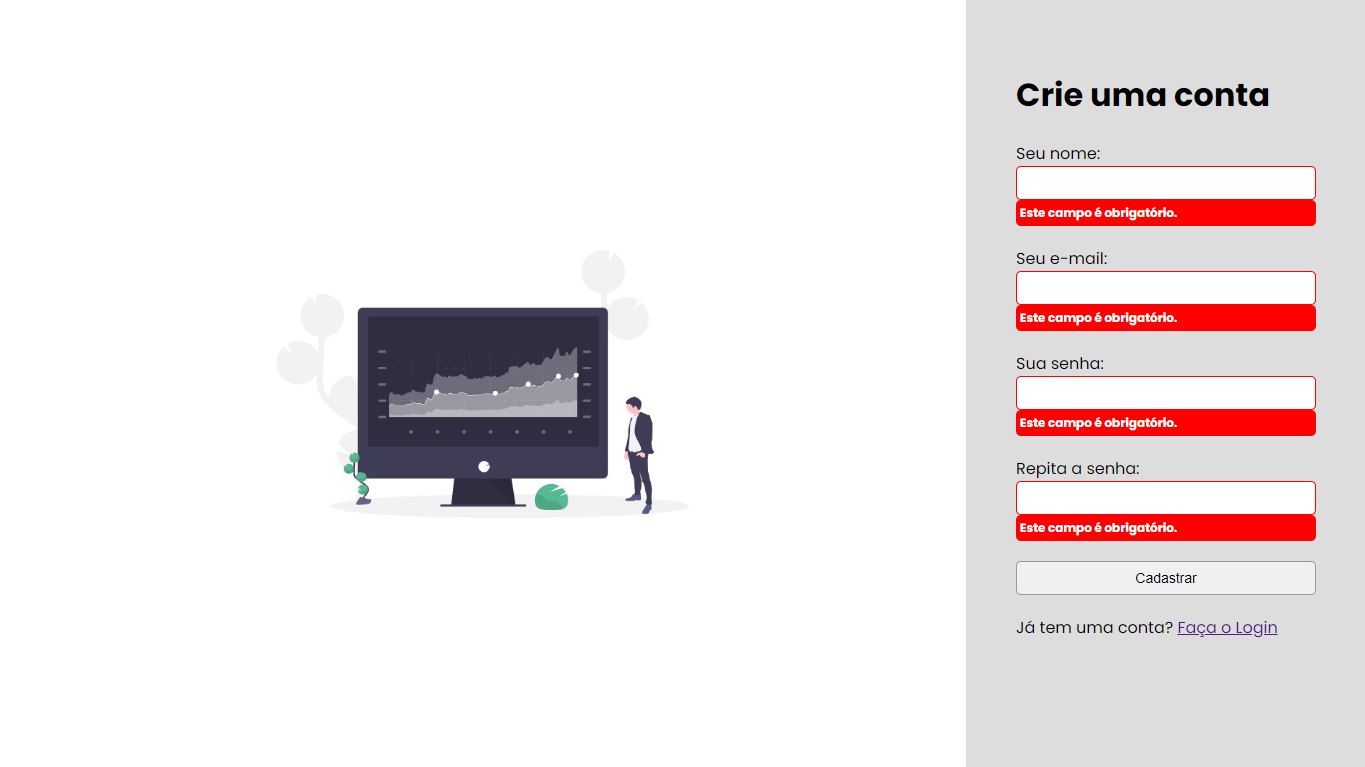 Crie uma conta
Seu nome:
Este campo é obrigatório.
Seu e-mail:
Este campo é obrigatório.
Sua senha:
Este campo é obrigatório.
Repita a senha:
Este campo é obrigatório.
Cadastrar
Já tem uma conta? Faça o Login